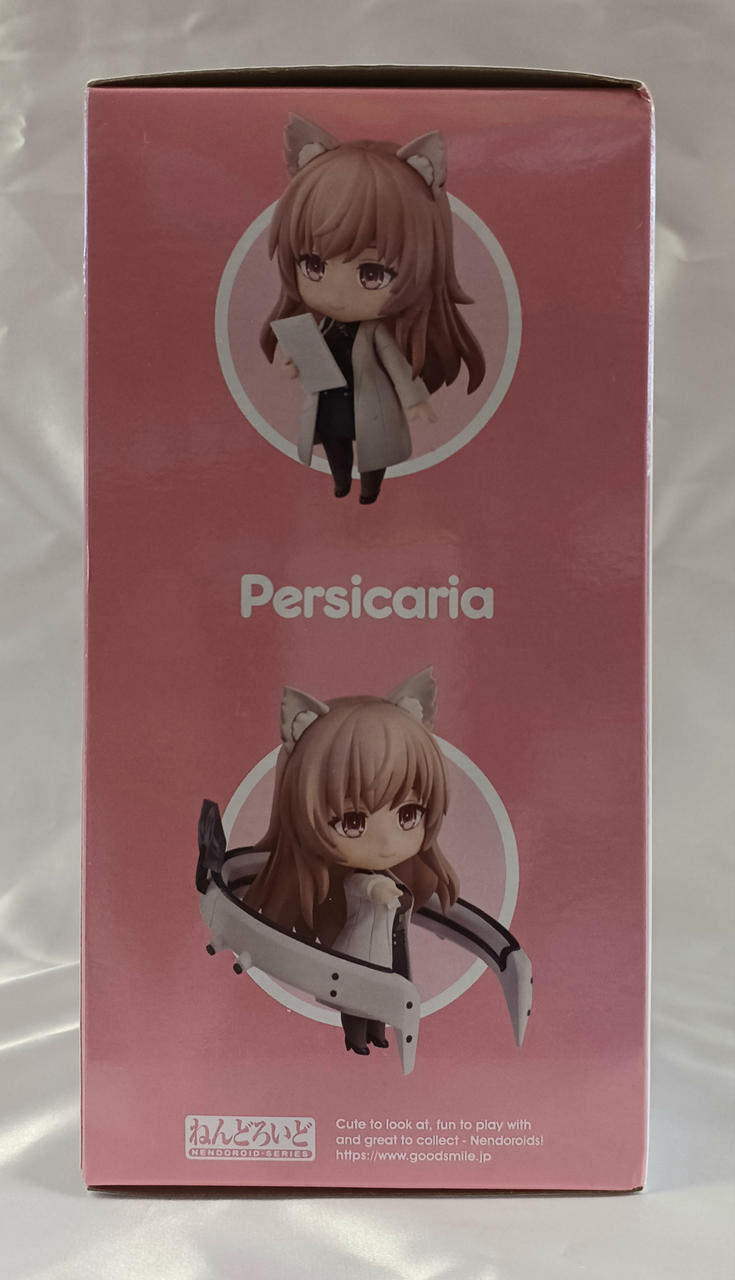 Persicaria
ねんどろいど
NENDOROID·SERIES
Cute to look at, fun to play with
and great to collect - Nendoroids!
https://www.goodsmile.jp